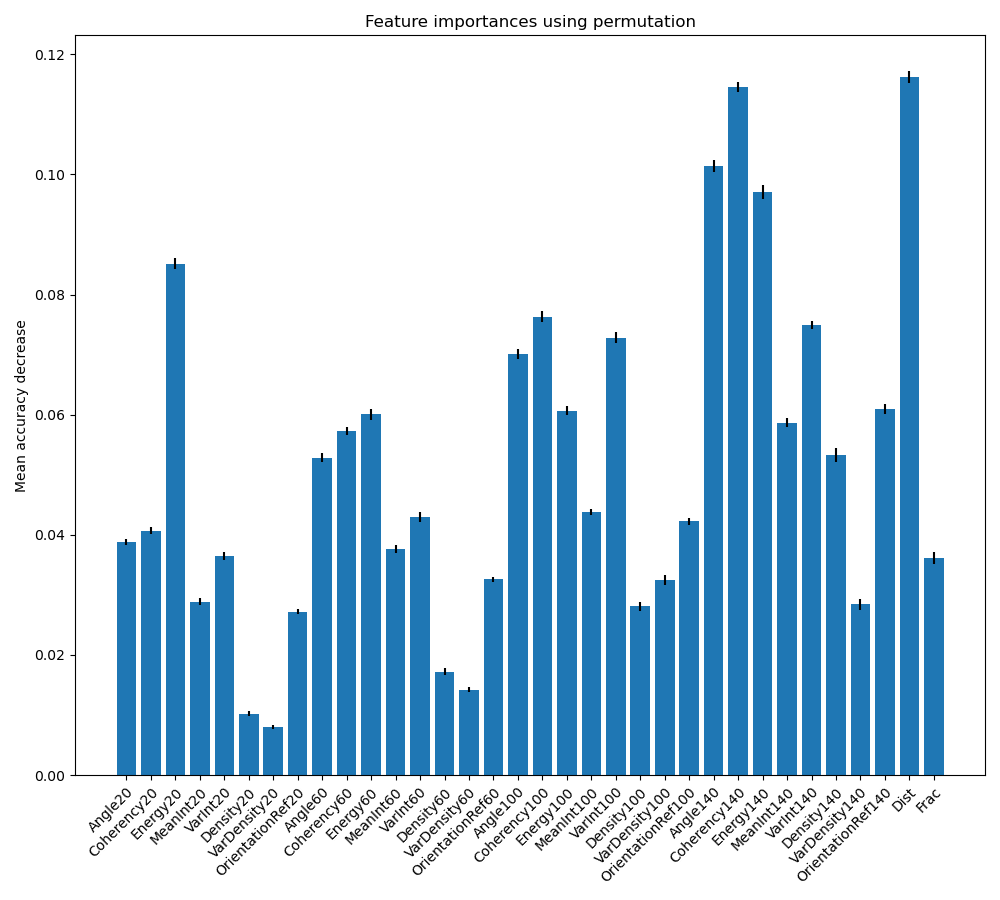 Feature importances using permutation
Mean accuracy decrease
0.12
0.10
0.08
0.06
0.04
0.02
0.00
Angle20
Coherency20
Energy20
MeanInt20
VarInt20
Density20
VarDensity20
OrientationRef20
Angle60
Coherency60
Energy60
MeanInt60
VarInt60
Density60
VarDensity60
OrientationRef60
Angle100
Coherency100
Energy100
MeanInt100
VarInt100
Density100
VarDensity100
OrientationRef100
Angle140
Coherency140
Energy140
MeanInt140
VarInt140
Density140
VarDensity140
OrientationRef140
Dist
Frac